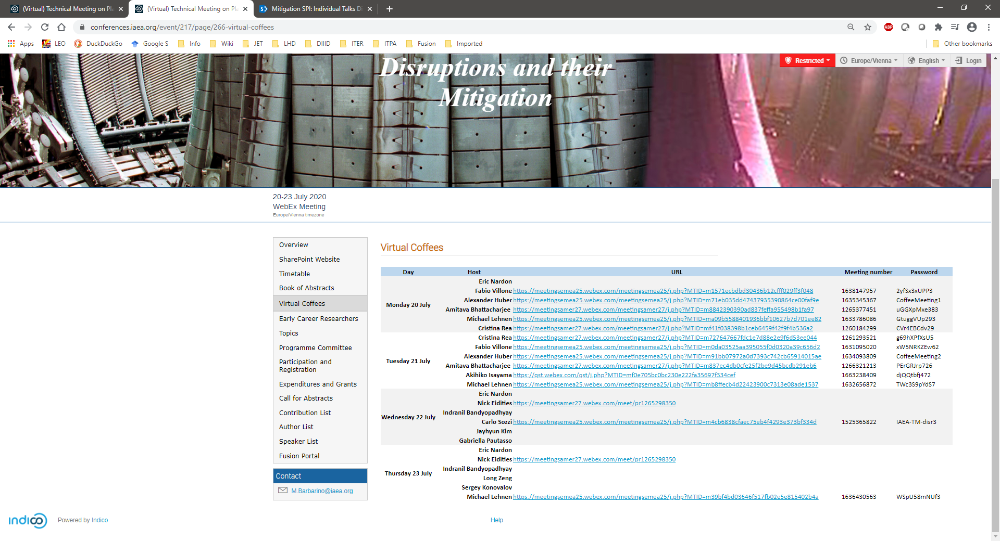 (Virtual) Technical Meeting on Pla
(Virtual) Technical Meeting on Pla
Mitigation SPI: Individual Talks Di
conferences.iaea.org/event/217/page/266-virtual-coffees
ABP
Apps LEO DuckDuckGo Google S Info Wiki JET LHD DIIID ITER ITPA Fusion Imported Other bookmarks
Restricted Europe/Vienna English Login
Disruptions and their
Mitigation
20-23 July 2020
WebEx Meeting
Europe/Vienna timezone
Overview
SharePoint Website
Timetable
Book of Abstracts
Virtual Coffees
Early Career Researchers
Topics
Programme Committee
Participation and
Registration
Expenditures and Grants
Call for Abstracts
Contribution List
Author List
Speaker List
Fusion Portal
Contact
M.Barbarino@iaea.org
Virtual Coffees
Day Host URL Meeting number Password
Monday 20 July
Eric Nardon
Fabio Villone https://meetingsemea25.webex.com/meetingsemea25/j.php?MTID=m1571ecbdbd30436b12cfff029ff3f048 1638147957 2yfSx3xUPP3
Alexander Huber https://meetingsemea25.webex.com/meetingsemea25/j.php?MTID=m71eb035dd47437935390864ce00faf9e 1635345367 CoffeeMeeting1
Amitava Bhattacharjee https://meetingsamer27.webex.com/meetingsamer27/j.php?MTID=m8842390390ad837feffa955498b1fa97 1265377451 uGGXpMxe383
Michael Lehnen https://meetingsemea25.webex.com/meetingsemea25/j.php?MTID=ma09b5588401936bbf10627b7d701ee82 1633786086 GtuggVUp293
Cristina Rea https://meetingsamer27.webex.com/meetingsamer27/j.php?MTID=mf41f038398b1ceb6459f42f9f4b536a2 1260184299 CVr4EBCdv29
Tuesday 21 July
Cristina Rea https://meetingsamer27.webex.com/meetingsamer27/j.php?MTID=m727647667fdc1e7d88e2e9f6d53ee044 1261293521 g69hXPfXsU5
Fabio Villone https://meetingsemea25.webex.com/meetingsemea25/j.php?MTID=m0da03525aa395055f0d0320a39c656d2 1631095020 xW5NRKZEw62
Alexander Huber https://meetingsemea25.webex.com/meetingsemea25/j.php?MTID=m91bb07972a0d7393c742cb65914015ae 1634093809 CoffeeMeeting2
Amitava Bhattacharjee https://meetingsamer27.webex.com/meetingsamer27/j.php?MTID=m837ec4db0cfe25f2be9d45bcdb291eb6 1266321213 PErGRJrp726
Akihiko Isayama https://qst.webex.com/qst/j.php?MTID=mf0e705bc0bc230e222fa35697f334cef 1663238409 djQQtbfj472
Michael Lehnen https://meetingsemea25.webex.com/meetingsemea25/j.php?MTID=mb8ffecb4d22423900c7313e08ade1537 1632656872 TWc3S9pYdS7
Wednesday 22 July
Eric Nardon
Nick Eidities https://meetingsamer27.webex.com/meet/pr1265298350
Indranil Bandyopadhyay
Carlo Sozzi https://meetingsemea25.webex.com/meetingsemea25/j.php?MTID=m4cb6838cfaec75eb4f4293e373bf334d 1525365822 IAEA-TM-disr3
Jayhyun Kim
Gabriella Pautasso
Thursday 23 July
Eric Nardon
Nick Eidities https://meetingsamer27.webex.com/meet/pr1265298350
Indranil Bandyopadhyay
Long Zeng
Sergey Konovalov
Michael Lehnen https://meetingsemea25.webex.com/meetingsemea25/j.php?MTID=m39bf4bd03646f517fb02e5e815402b4a 1636430563 WSpU58mNUf3
indico Powered by Indico Help